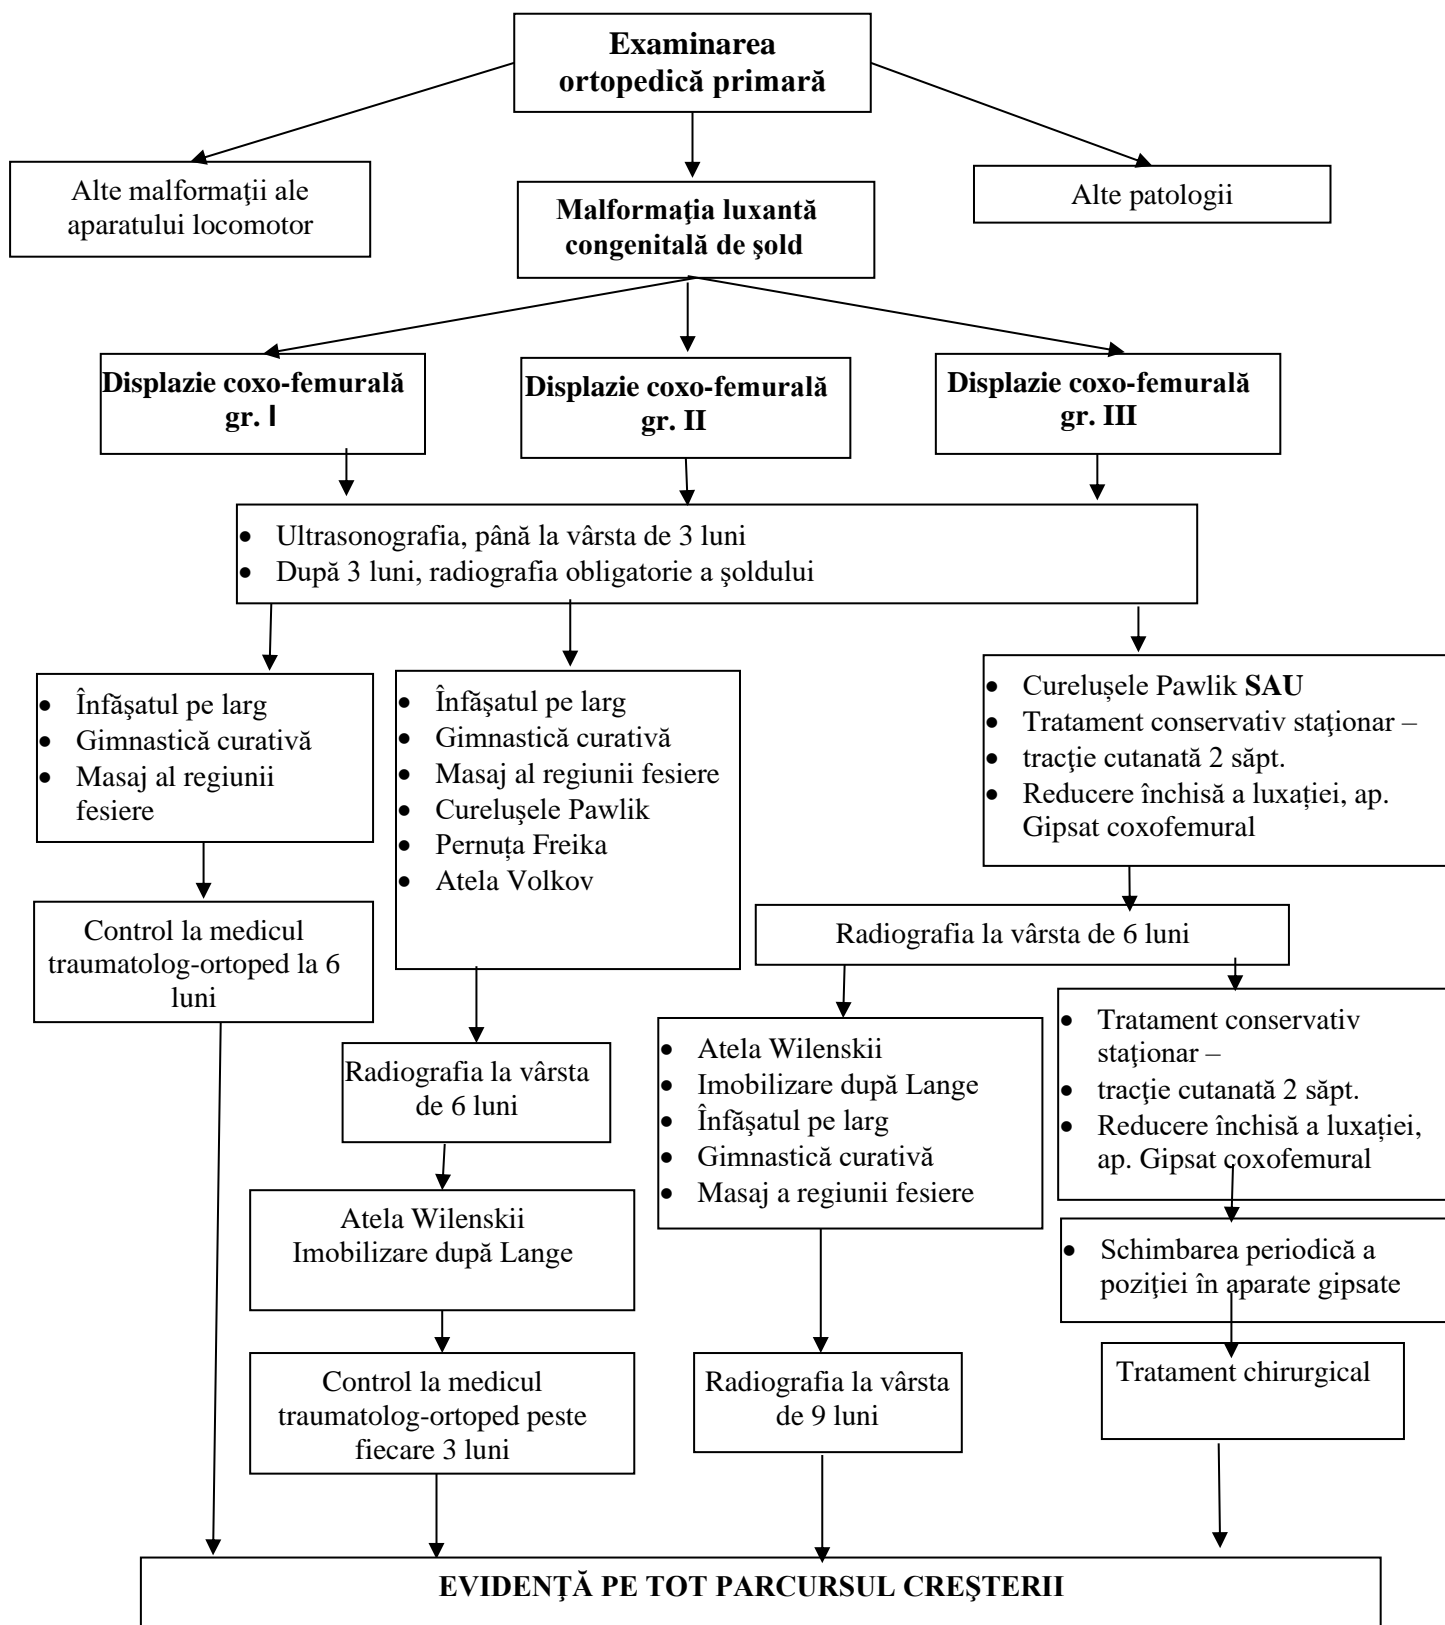 Examinarea
ortopedică primară
Alte malformaţii ale
aparatului locomotor
Malformaţia luxantă
congenitală de şold
Alte patologii
Displazie coxo-femurală
gr. I
Displazie coxo-femurală
gr. II
Displazie coxo-femurală
gr. III
• Ultrasonografia, până la vârsta de 3 luni
• După 3 luni, radiografia obligatorie a şoldului
• Înfăşatul pe larg
• Gimnastică curativă
• Masaj al regiunii
fesiere
• Înfăşatul pe larg
• Gimnastică curativă
• Masaj al regiunii fesiere
• Cureluşele Pawlik
• Pernuța Freika
• Atela Volkov
• Curelușele Pawlik SAU
• Tratament conservativ staţionar –
• tracţie cutanată 2 săpt.
• Reducere închisă a luxației, ap.
Gipsat coxofemural
Control la medicul
traumatolog-ortoped la 6
luni
Radiografia la vârsta de 6 luni
Radiografia la vârsta
de 6 luni
• Atela Wilenskii
• Imobilizare după Lange
• Înfăşatul pe larg
• Gimnastică curativă
• Masaj a regiunii fesiere
• Tratament conservativ
staţionar –
• tracţie cutanată 2 săpt.
• Reducere închisă a luxației,
ap. Gipsat coxofemural
Atela Wilenskii
Imobilizare după Lange
• Schimbarea periodică a
poziţiei în aparate gipsate
Control la medicul
traumatolog-ortoped peste
fiecare 3 luni
Radiografia la vârsta
de 9 luni
Tratament chirurgical
EVIDENŢĂ PE TOT PARCURSUL CREŞTERII